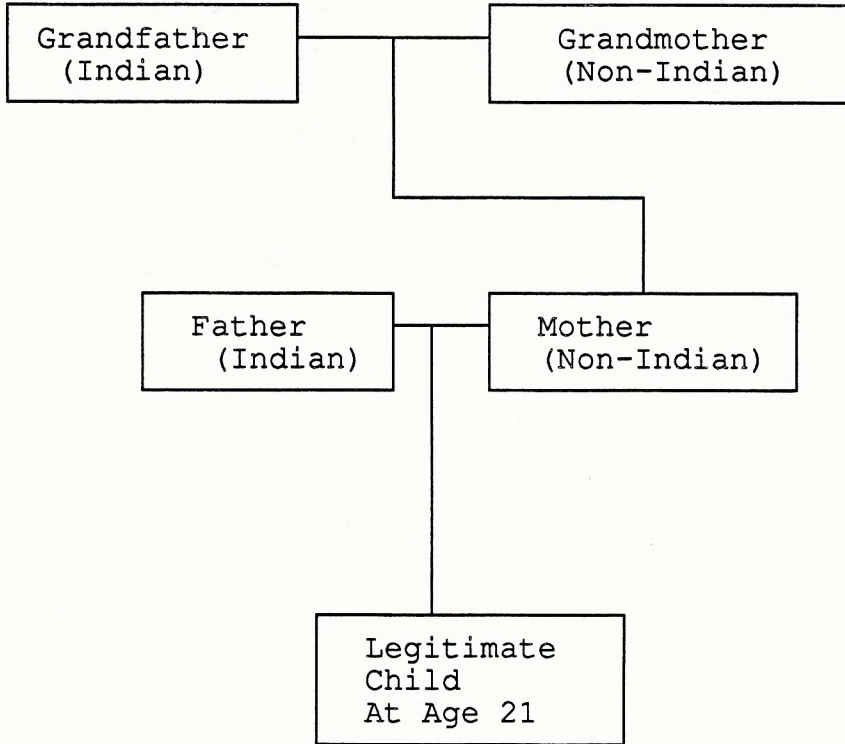 Grandfather
(Indian)
Grandmother
(Non-Indian)
Father
(Indian)
Mother
(Non-Indian)
Legitimate
Child
At Age 21